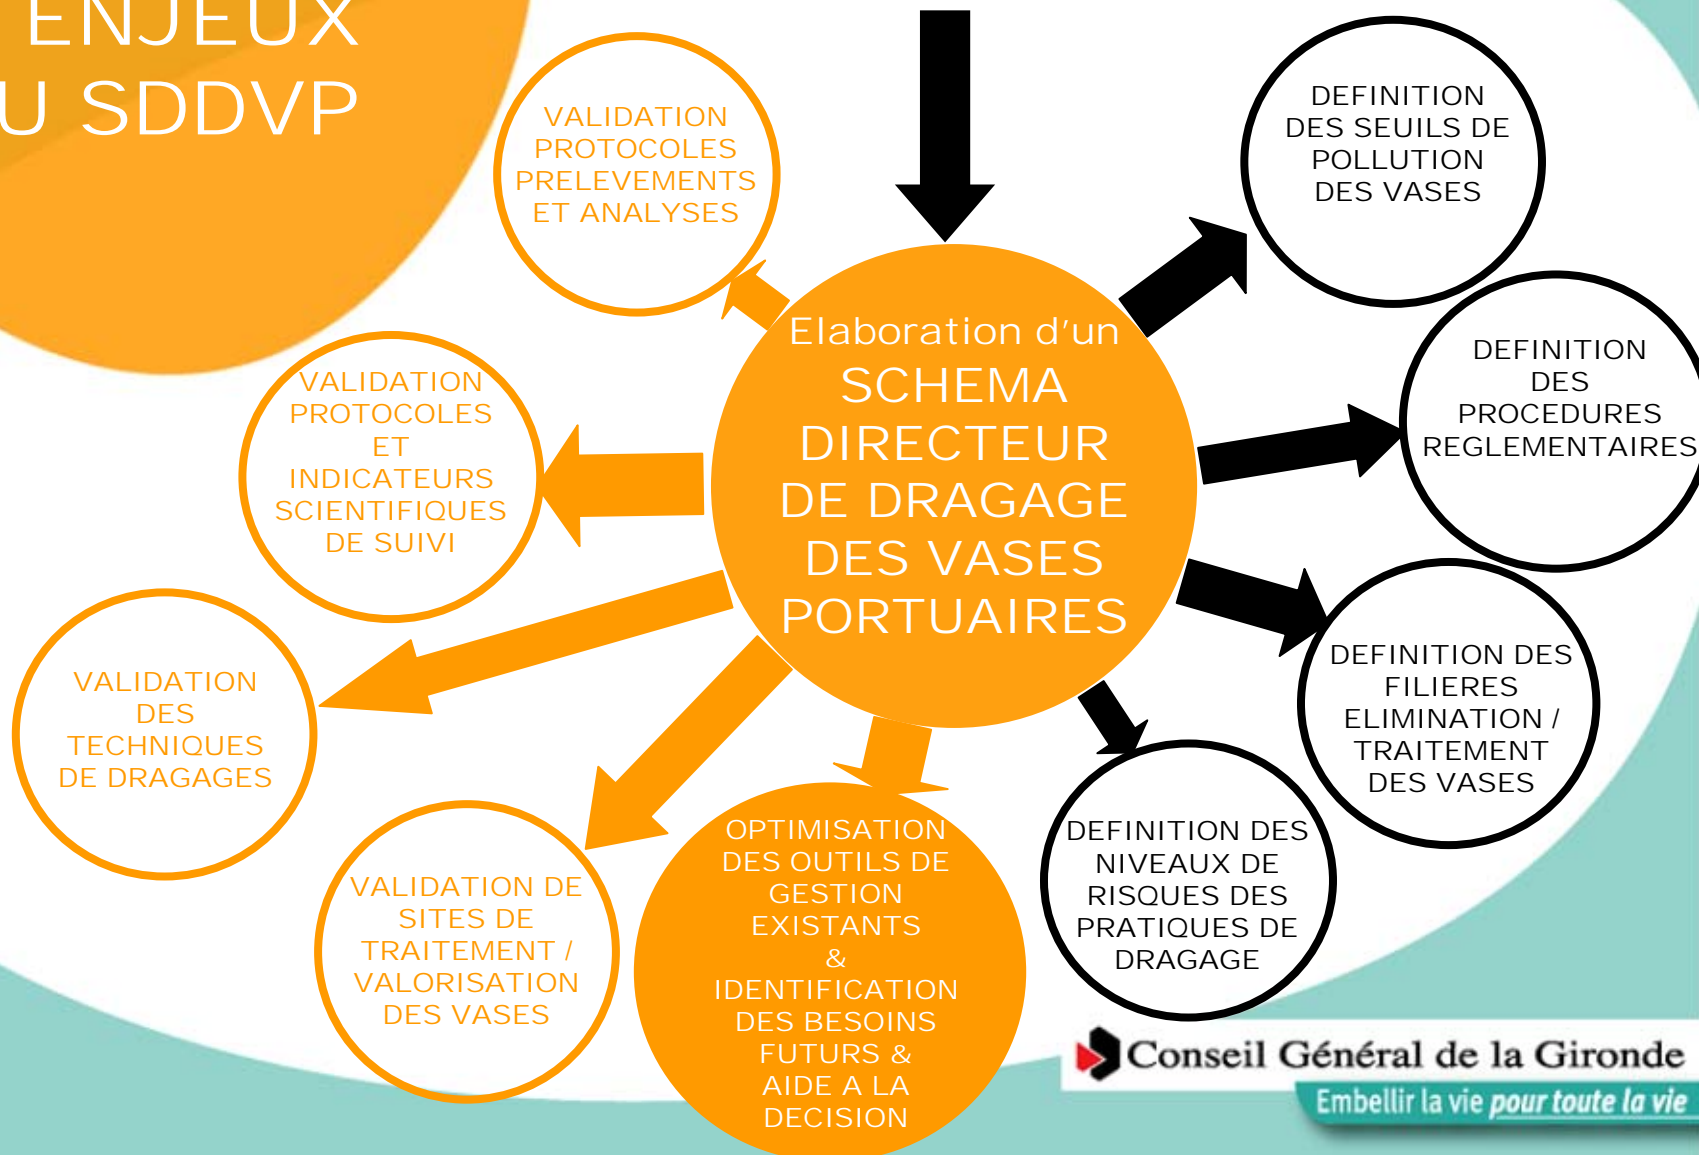 ENJEUX
U SDDVP
VALIDATION
PROTOCOLES
PRELEVEMENTS
ET ANALYSES
DEFINITION
DES SEUILS DE
POLLUTION
DES VASES
Elaboration d'un
SCHEMA
DIRECTEUR
DE DRAGAGE
DES VASES
PORTUAIRES
DEFINITION
DES
PROCEDURES
REGLEMENTAIRES
VALIDATION
PROTOCOLES
ET
INDICATEURS
SCIENTIFIQUES
DE SUIVI
DEFINITION DES
FILIERES
ELIMINATION /
TRAITEMENT
DES VASES
VALIDATION
DES
TECHNIQUES
DE DRAGAGES
DEFINITION DES
NIVEAUX DE
RISQUES DES
PRATIQUES DE
DRAGAGE
VALIDATION DE
SITES DE
TRAITEMENT /
VALORISATION
DES VASES
OPTIMISATION
DES OUTILS DE
GESTION
EXISTANTS
&
IDENTIFICATION
DES BESOINS
FUTURS &
AIDE A LA
DECISION
Conseil Général de la Gironde
Embellir la vie pour toute la vie